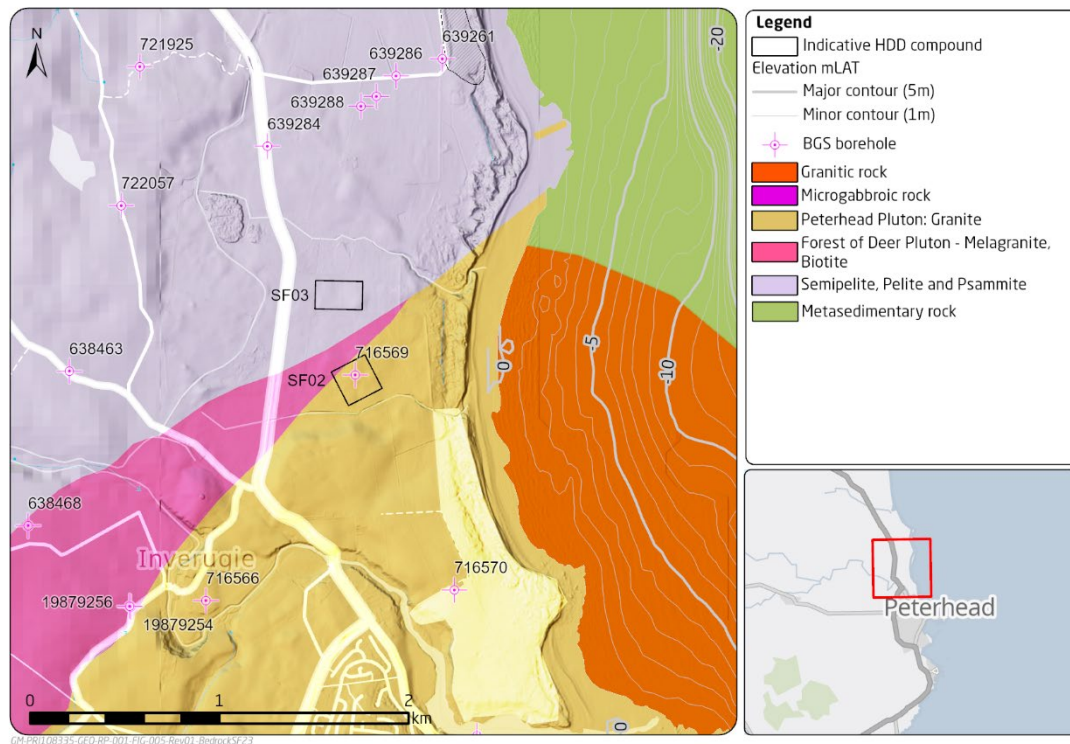 N
721925
639286
639261
639287
639288
639284
722057
-20
SF03
-5
638463
716569
0
-10
SF02
638468
Inverugie
716566
716570
19879256
19879254
0 1 2
km
0
GM-PRJ108335-GEO-RP-001-FIG-005-Rev01-BedrockSF23
Legend
Indicative HDD compound
Elevation mLAT
Major contour (5m)
Minor contour (1m)
BGS borehole
Granitic rock
Microgabbroic rock
Peterhead Pluton: Granite
Forest of Deer Pluton - Melagranite,
Biotite
Semipelite, Pelite and Psammite
Metasedimentary rock
Peterhead